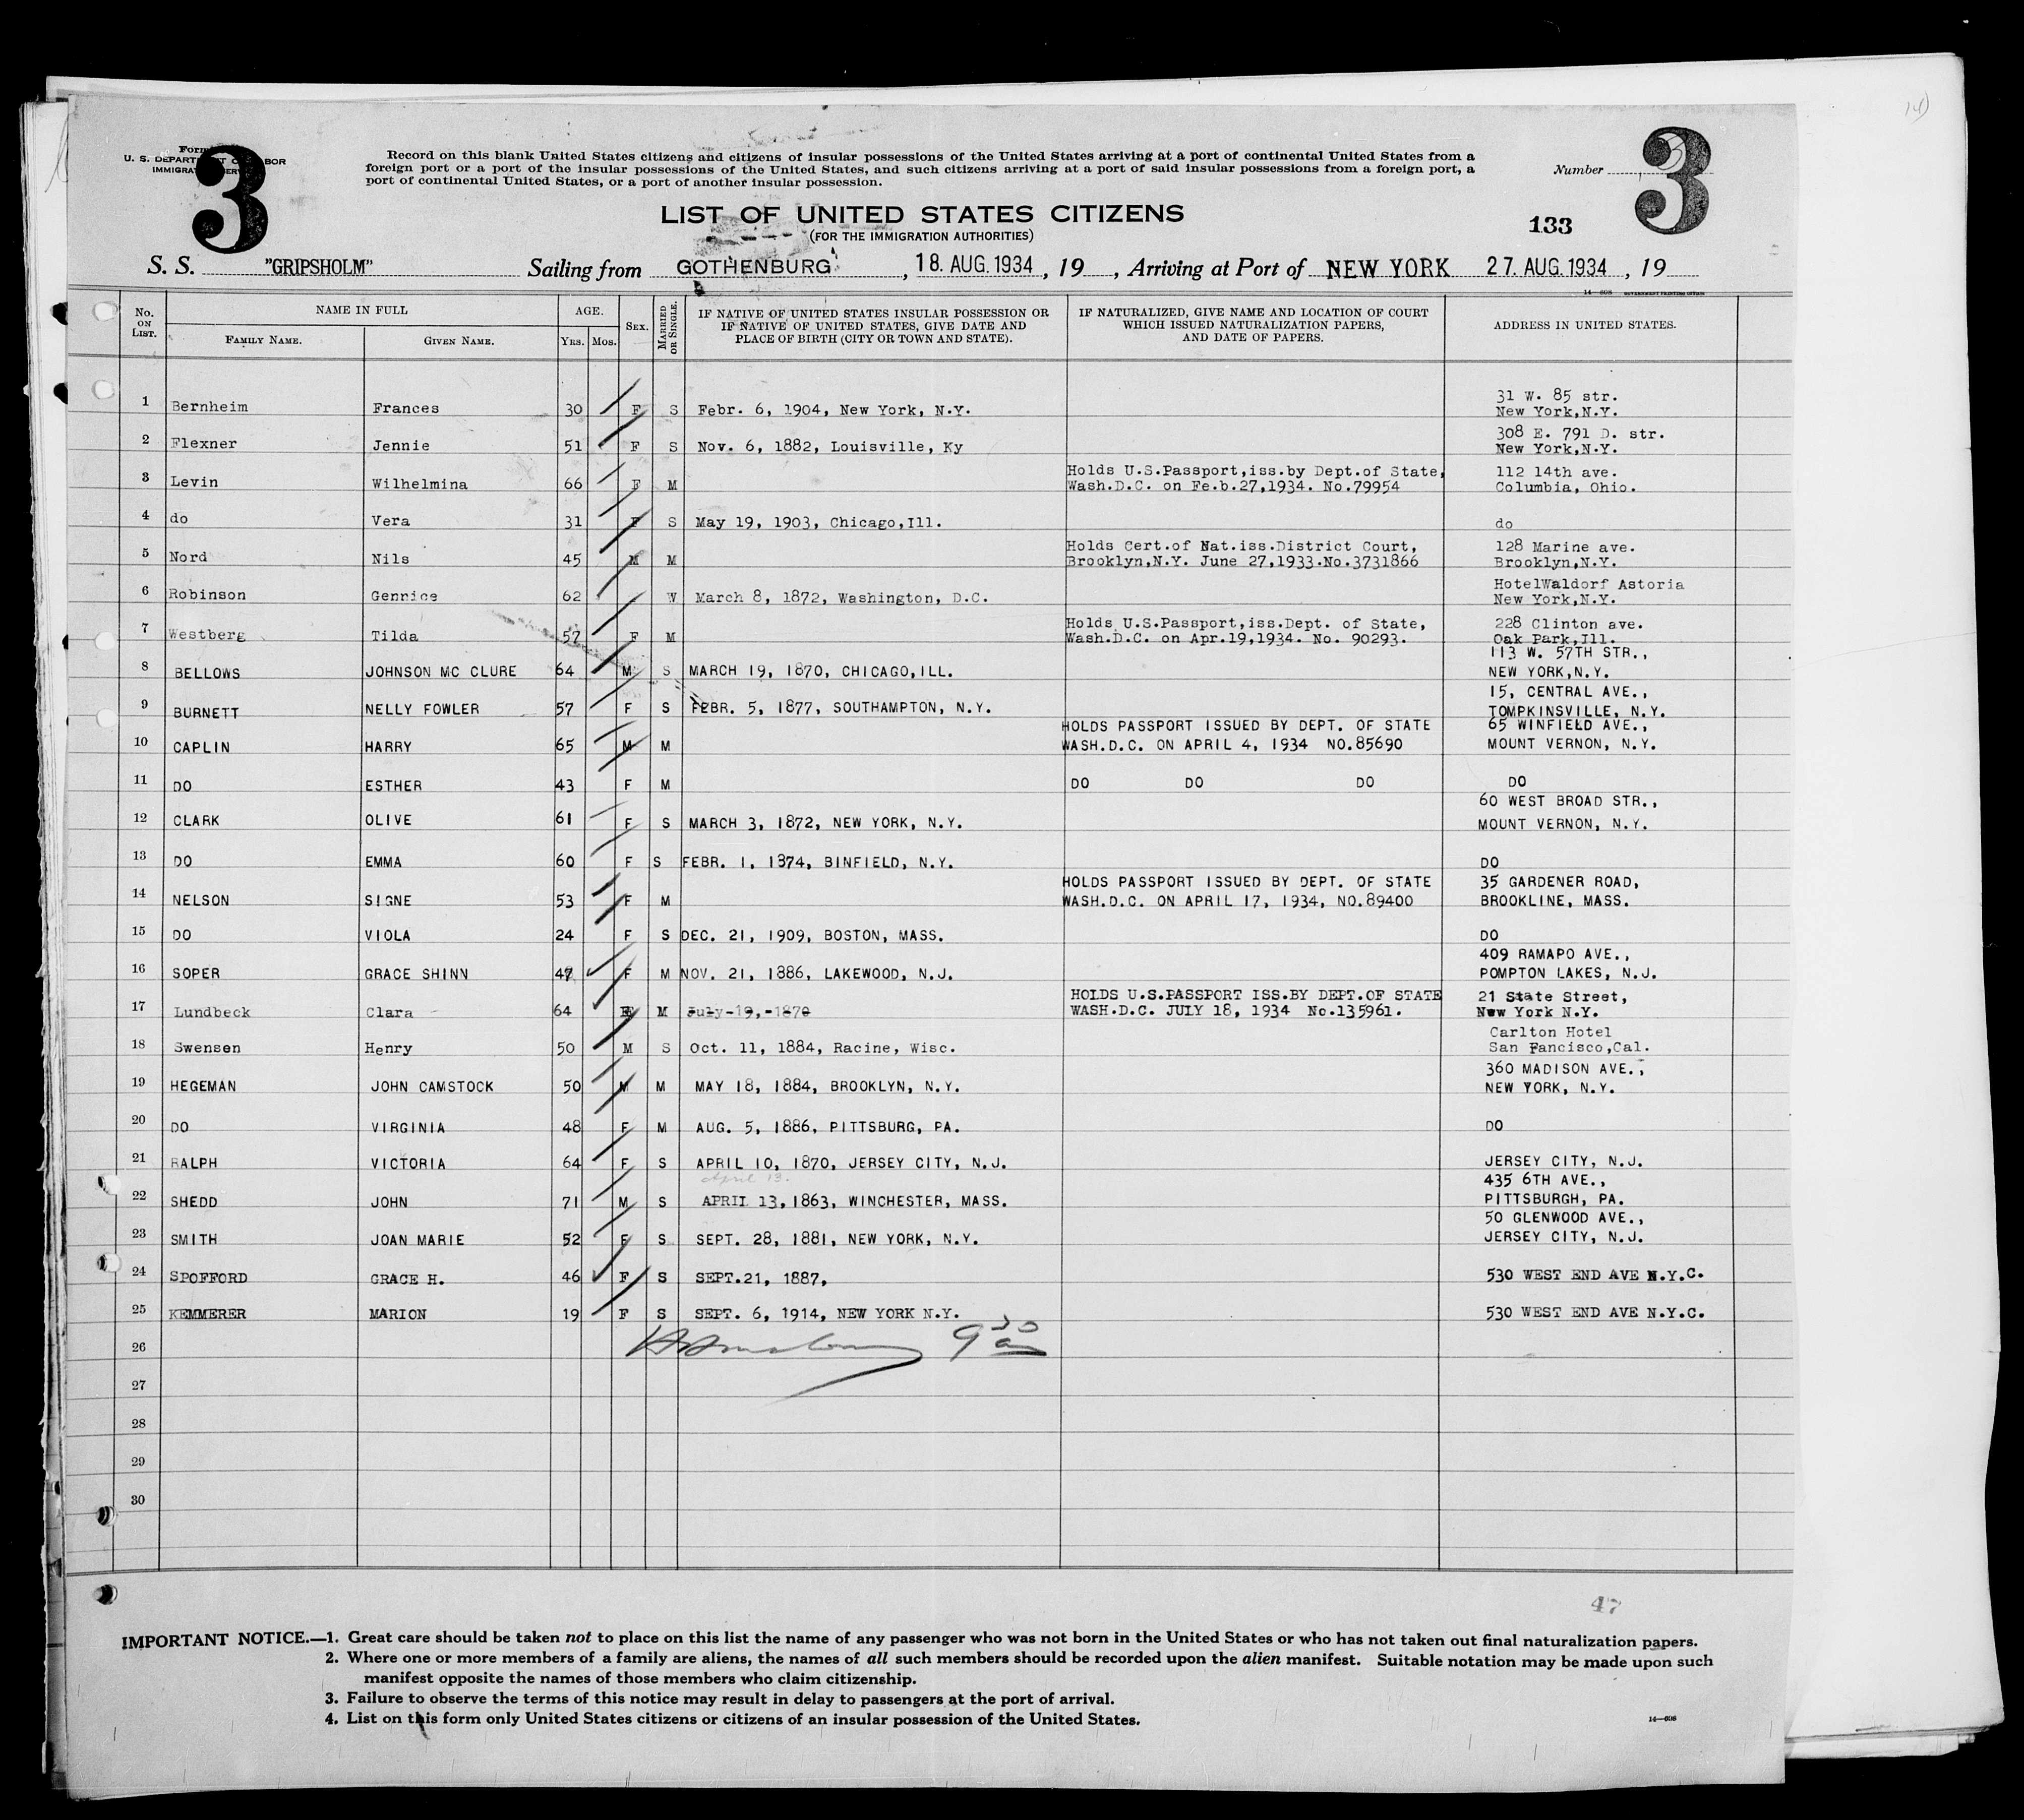 Form
U. S. DEPARTMENT OF LABOR
IMMIGRATION SERVICE
3
Record on this blank United States citizens and citizens of insular possessions of the United States arriving at a port of continental United States from a
foreign port or a port of the insular possessions of the United States, and such citizens arriving at a port of said insular possessions from a foreign port, a
port of continental United States, or a port of another insular possession.
Number 3
LIST OF UNITED STATES CITIZENS
(FOR THE IMMIGRATION AUTHORITIES)
133
S. S. "GRIPSHOLM" Sailing from GOTHENBURG, 18. AUG. 1934, 19 , Arriving at Port of NEW YORK 27. AUG. 1934, 19
14—608 GOVERNMENT PRINTING OFFICE
No. ON LIST. NAME IN FULL FAMILY NAME. GIVEN NAME. AGE. YRS. MOS. SEX. MARRIED OR SINGLE. IF NATIVE OF UNITED STATES INSULAR POSSESSION OR IF NATIVE OF UNITED STATES, GIVE DATE AND PLACE OF BIRTH (CITY OR TOWN AND STATE). IF NATURALIZED, GIVE NAME AND LOCATION OF COURT WHICH ISSUED NATURALIZATION PAPERS, AND DATE OF PAPERS. ADDRESS IN UNITED STATES.
31 W. 85 str.
1 Bernheim Frances 30 F S Febr. 6, 1904, New York, N.Y. New York,N.Y.
308 E. 791 D. str.
2 Flexner Jennie 51 F S Nov. 6, 1882, Louisville, Ky New York,N.Y.
Holds U.S.Passport,iss.by Dept.of State, 112 14th ave.
3 Levin Wilhelmina 66 F M Wash.D.C. on Fe.b.27,1934. No.79954 Columbia, Ohio.
4 do Vera 31 F S May 19, 1903, Chicago,Ill. do
Holds Cert.of Nat.iss.District Court, 128 Marine ave.
5 Nord Nils 45 M M Brooklyn,N.Y. June 27,1933.No.3731866 Brooklyn,N.Y.
HotelWaldorf Astoria
6 Robinson Gennice 62 W March 8, 1872, Washington, D.C. New York,N.Y.
Holds U.S.Passport,iss.Dept. of State, 228 Clinton ave.
7 Westberg Tilda 57 F M Wash.D.C. on Apr.19,1934. No. 90293. Oak Park,Ill.
113 W. 57TH STR.,
8 BELLOWS JOHNSON MC CLURE 64 M S MARCH 19, 1870, CHICAGO,ILL. NEW YORK,N.Y.
15, CENTRAL AVE.,
9 BURNETT NELLY FOWLER 57 F S FEBR. 5, 1877, SOUTHAMPTON, N.Y. TOMPKINSVILLE, N.Y.
HOLDS PASSPORT ISSUED BY DEPT. OF STATE 65 WINFIELD AVE.,
10 CAPLIN HARRY 65 M M WASH.D.C. ON APRIL 4, 1934 NO.85690 MOUNT VERNON, N.Y.
11 DO ESTHER 43 F M DO DO DO DO
60 WEST BROAD STR.,
12 CLARK OLIVE 61 F S MARCH 3, 1872, NEW YORK, N.Y. MOUNT VERNON, N.Y.
13 DO EMMA 60 F S FEBR. 1, 1874, BINFIELD, N.Y. DO
HOLDS PASSPORT ISSUED BY DEPT. OF STATE 35 GARDENER ROAD,
14 NELSON SIGNE 53 F M WASH.D.C. ON APRIL 17, 1934, NO.89400 BROOKLINE, MASS.
15 DO VIOLA 24 F S DEC. 21, 1909, BOSTON, MASS. DO
409 RAMAPO AVE.,
16 SOPER GRACE SHINN 47 F M NOV. 21, 1886, LAKEWOOD, N.J. POMPTON LAKES, N.J.
HOLDS U.S.PASSPORT ISS.BY DEPT.OF STATE 21 State Street,
17 Lundbeck Clara 64 F M July-19,-1870 WASH.D.C. JULY 18, 1934 No.135961. New York N.Y.
Carlton Hotel
18 Swensen Henry 50 M S Oct. 11, 1884, Racine, Wisc. San Fancisco,Cal.
360 MADISON AVE.,
19 HEGEMAN JOHN CAMSTOCK 50 M M MAY 18, 1884, BROOKLYN, N.Y. NEW YORK, N.Y.
20 DO VIRGINIA 48 F M AUG. 5, 1886, PITTSBURG, PA. DO
21 RALPH VICTORIA 64 F S APRIL 10, 1870, JERSEY CITY, N.J. JERSEY CITY, N.J.
April 13. 435 6TH AVE.,
22 SHEDD JOHN 71 M S APRIL 13, 1863, WINCHESTER, MASS. PITTSBURGH, PA.
50 GLENWOOD AVE.,
23 SMITH JOAN MARIE 52 F S SEPT. 28, 1881, NEW YORK, N.Y. JERSEY CITY, N.J.
24 SPOFFORD GRACE H. 46 F S SEPT.21, 1887, 530 WEST END AVE N.Y.C.
25 KEMMERER MARION 19 F S SEPT. 6, 1914, NEW YORK N.Y. 530 WEST END AVE N.Y.C.
26 9 30
27
28
29
30
47
IMPORTANT NOTICE.—1. Great care should be taken not to place on this list the name of any passenger who was not born in the United States or who has not taken out final naturalization papers.
2. Where one or more members of a family are aliens, the names of all such members should be recorded upon the alien manifest. Suitable notation may be made upon such
manifest opposite the names of those members who claim citizenship.
3. Failure to observe the terms of this notice may result in delay to passengers at the port of arrival.
4. List on this form only United States citizens or citizens of an insular possession of the United States.
14—608